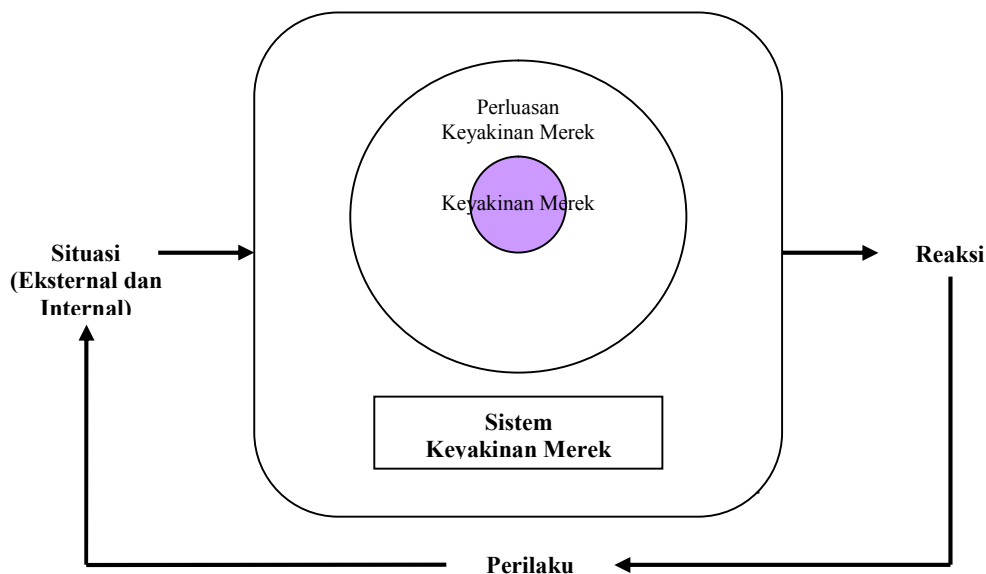 Perluasan
Keyakinan Merek
Keyakinan Merek
Situasi
(Eksternal dan
Internal)
Reaksi
Sistem
Keyakinan Merek
Perilaku